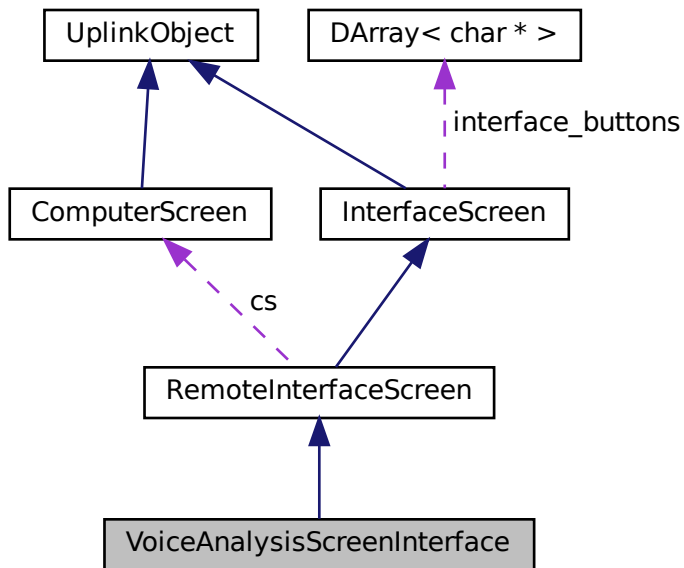 UplinkObject
DArray< char * >
interface_buttons
ComputerScreen
InterfaceScreen
cs
RemoteInterfaceScreen
VoiceAnalysisScreenInterface